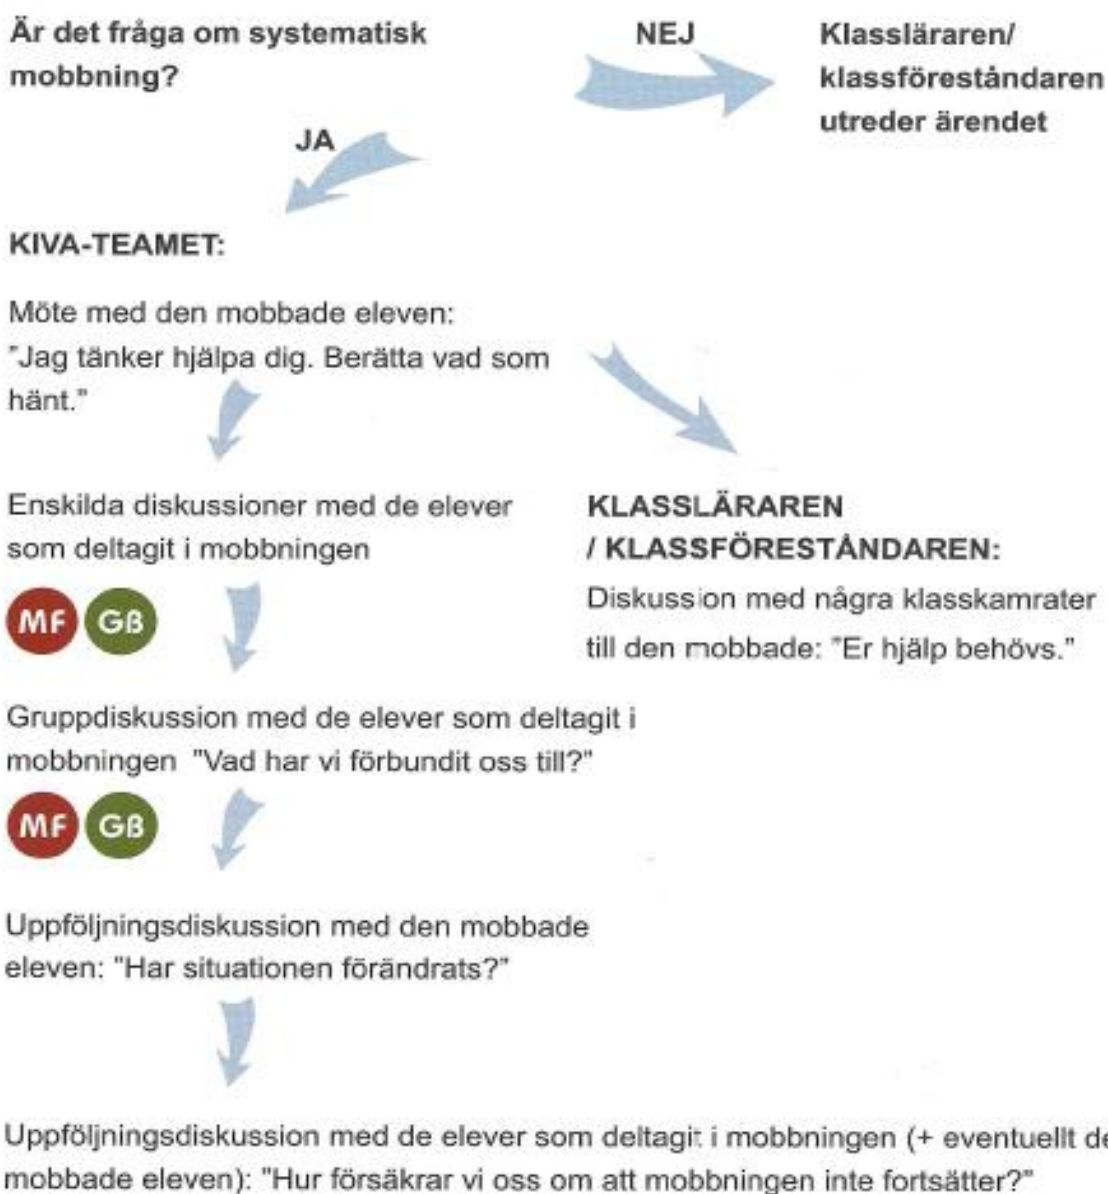 Är det fråga om systematisk
mobbning?
NEJ
Klassläraren/
klassföreståndaren
utreder ärendet
JA
KIVA-TEAMET:
Möte med den mobbade eleven:
"Jag tänker hjälpa dig. Berätta vad som
hänt."
Enskilda diskussioner med de elever
som deltagit i mobbningen
MF GB
KLASSLÄRAREN
/ KLASSFÖRESTÅNDAREN:
Diskussion med några klasskamrater
till den mobbade: "Er hjälp behövs."
Gruppdiskussion med de elever som deltagit i
mobbningen "Vad har vi förbundit oss till?"
MF GB
Uppföljningsdiskussion med den mobbade
eleven: "Har situationen förändrats?"
Uppföljningsdiskussion med de elever som deltagit i mobbningen (+ eventuellt de
mobbade eleven): "Hur försäkrar vi oss om att mobbningen inte fortsätter?"